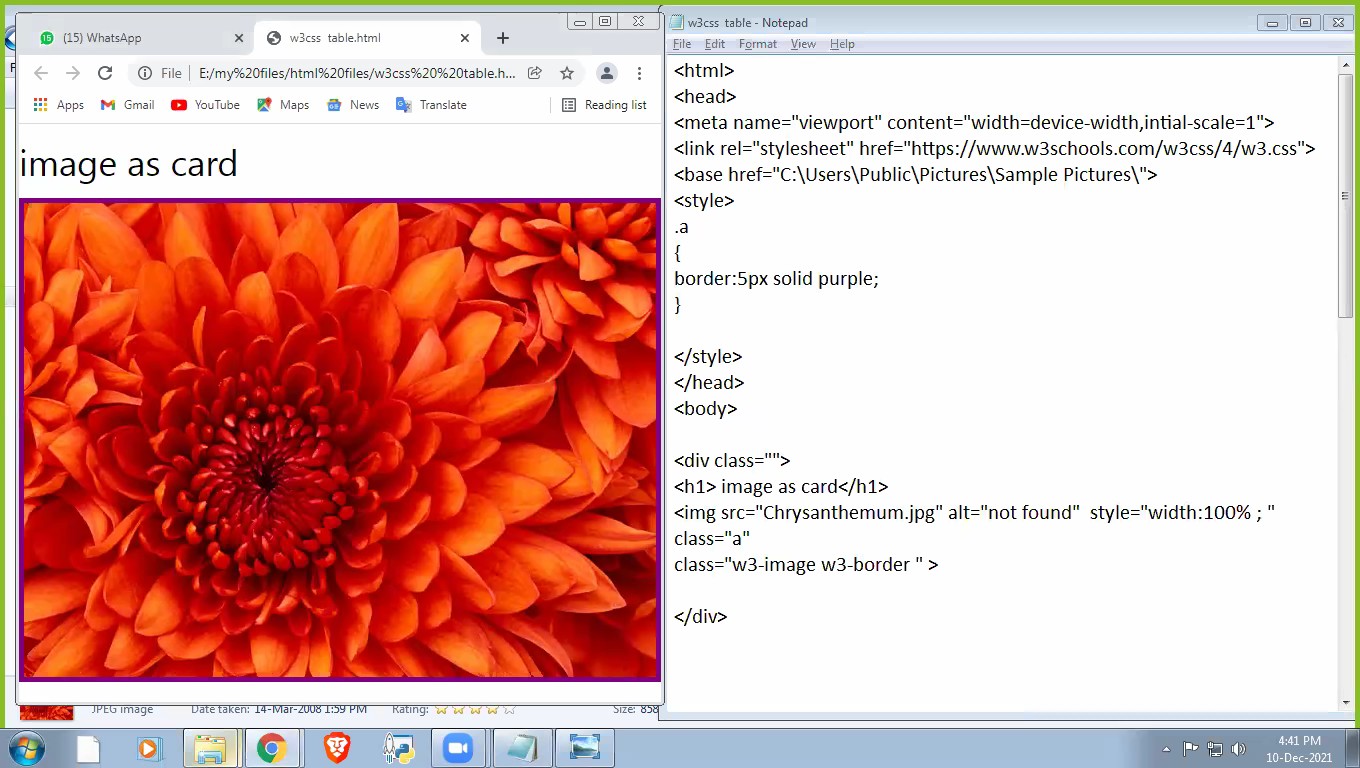 (15) WhatsApp
w3css table.html
File
E:/my%20files/html%20files/w3css%20%20table.h...
Apps
Gmail
YouTube
Maps
News
Translate
Reading list
image as card
JPEG image
Date taken: 14-Mar-2008 1:59 PM
Rating:
Size: 858
w3css table - Notepad
File Edit Format View Help
<html>
<head>
<meta name="viewport" content="width=device-width,intial-scale=1">
<link rel="stylesheet" href="https://www.w3schools.com/w3css/4/w3.css">
<base href="C:\Users\Public\Pictures\Sample Pictures\">
<style>
.a
{
border:5px solid purple;
}
</style>
</head>
<body>
<div class="">
<h1> image as card</h1>
<img src="Chrysanthemum.jpg" alt="not found"  style="width:100% ; "
class="a"
class="w3-image w3-border " >
</div>
4:41 PM
10-Dec-2021